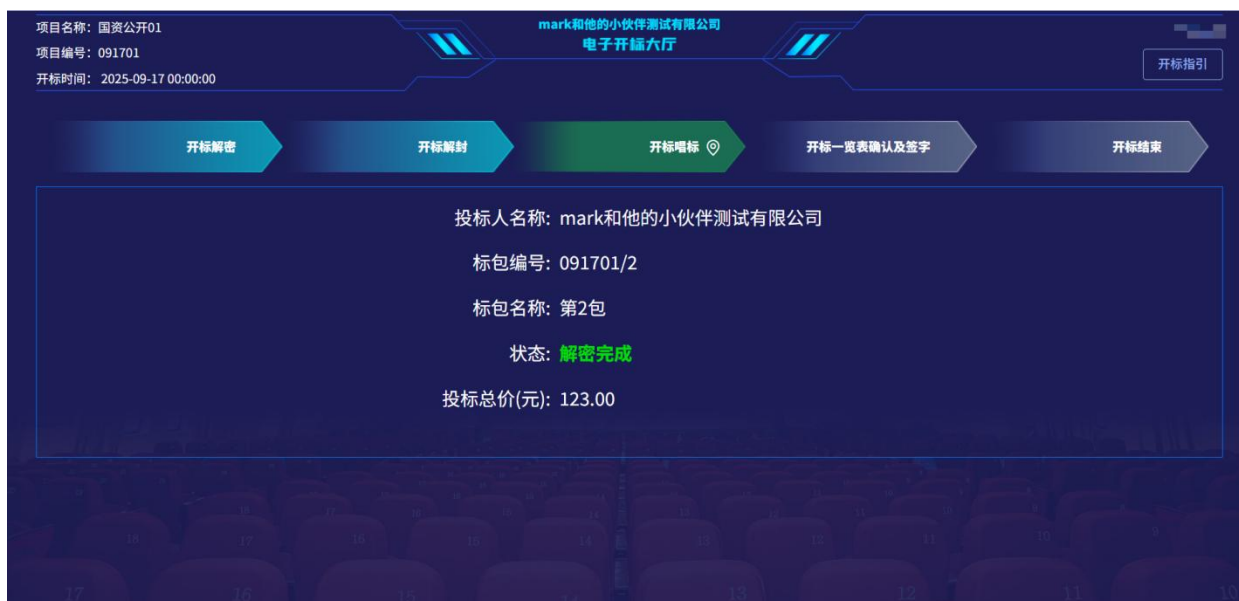 项目名称：国资公开01
项目编号：091701
开标时间： 2025-09-17 00:00:00
mark和他的小伙伴测试有限公司
电子开标大厅
开标指引
开标解密
开标解封
开标唱标
开标一览表确认及签字
开标结束
投标人名称: mark和他的小伙伴测试有限公司
标包编号: 091701/2
标包名称: 第2包
状态: 解密完成
投标总价(元): 123.00